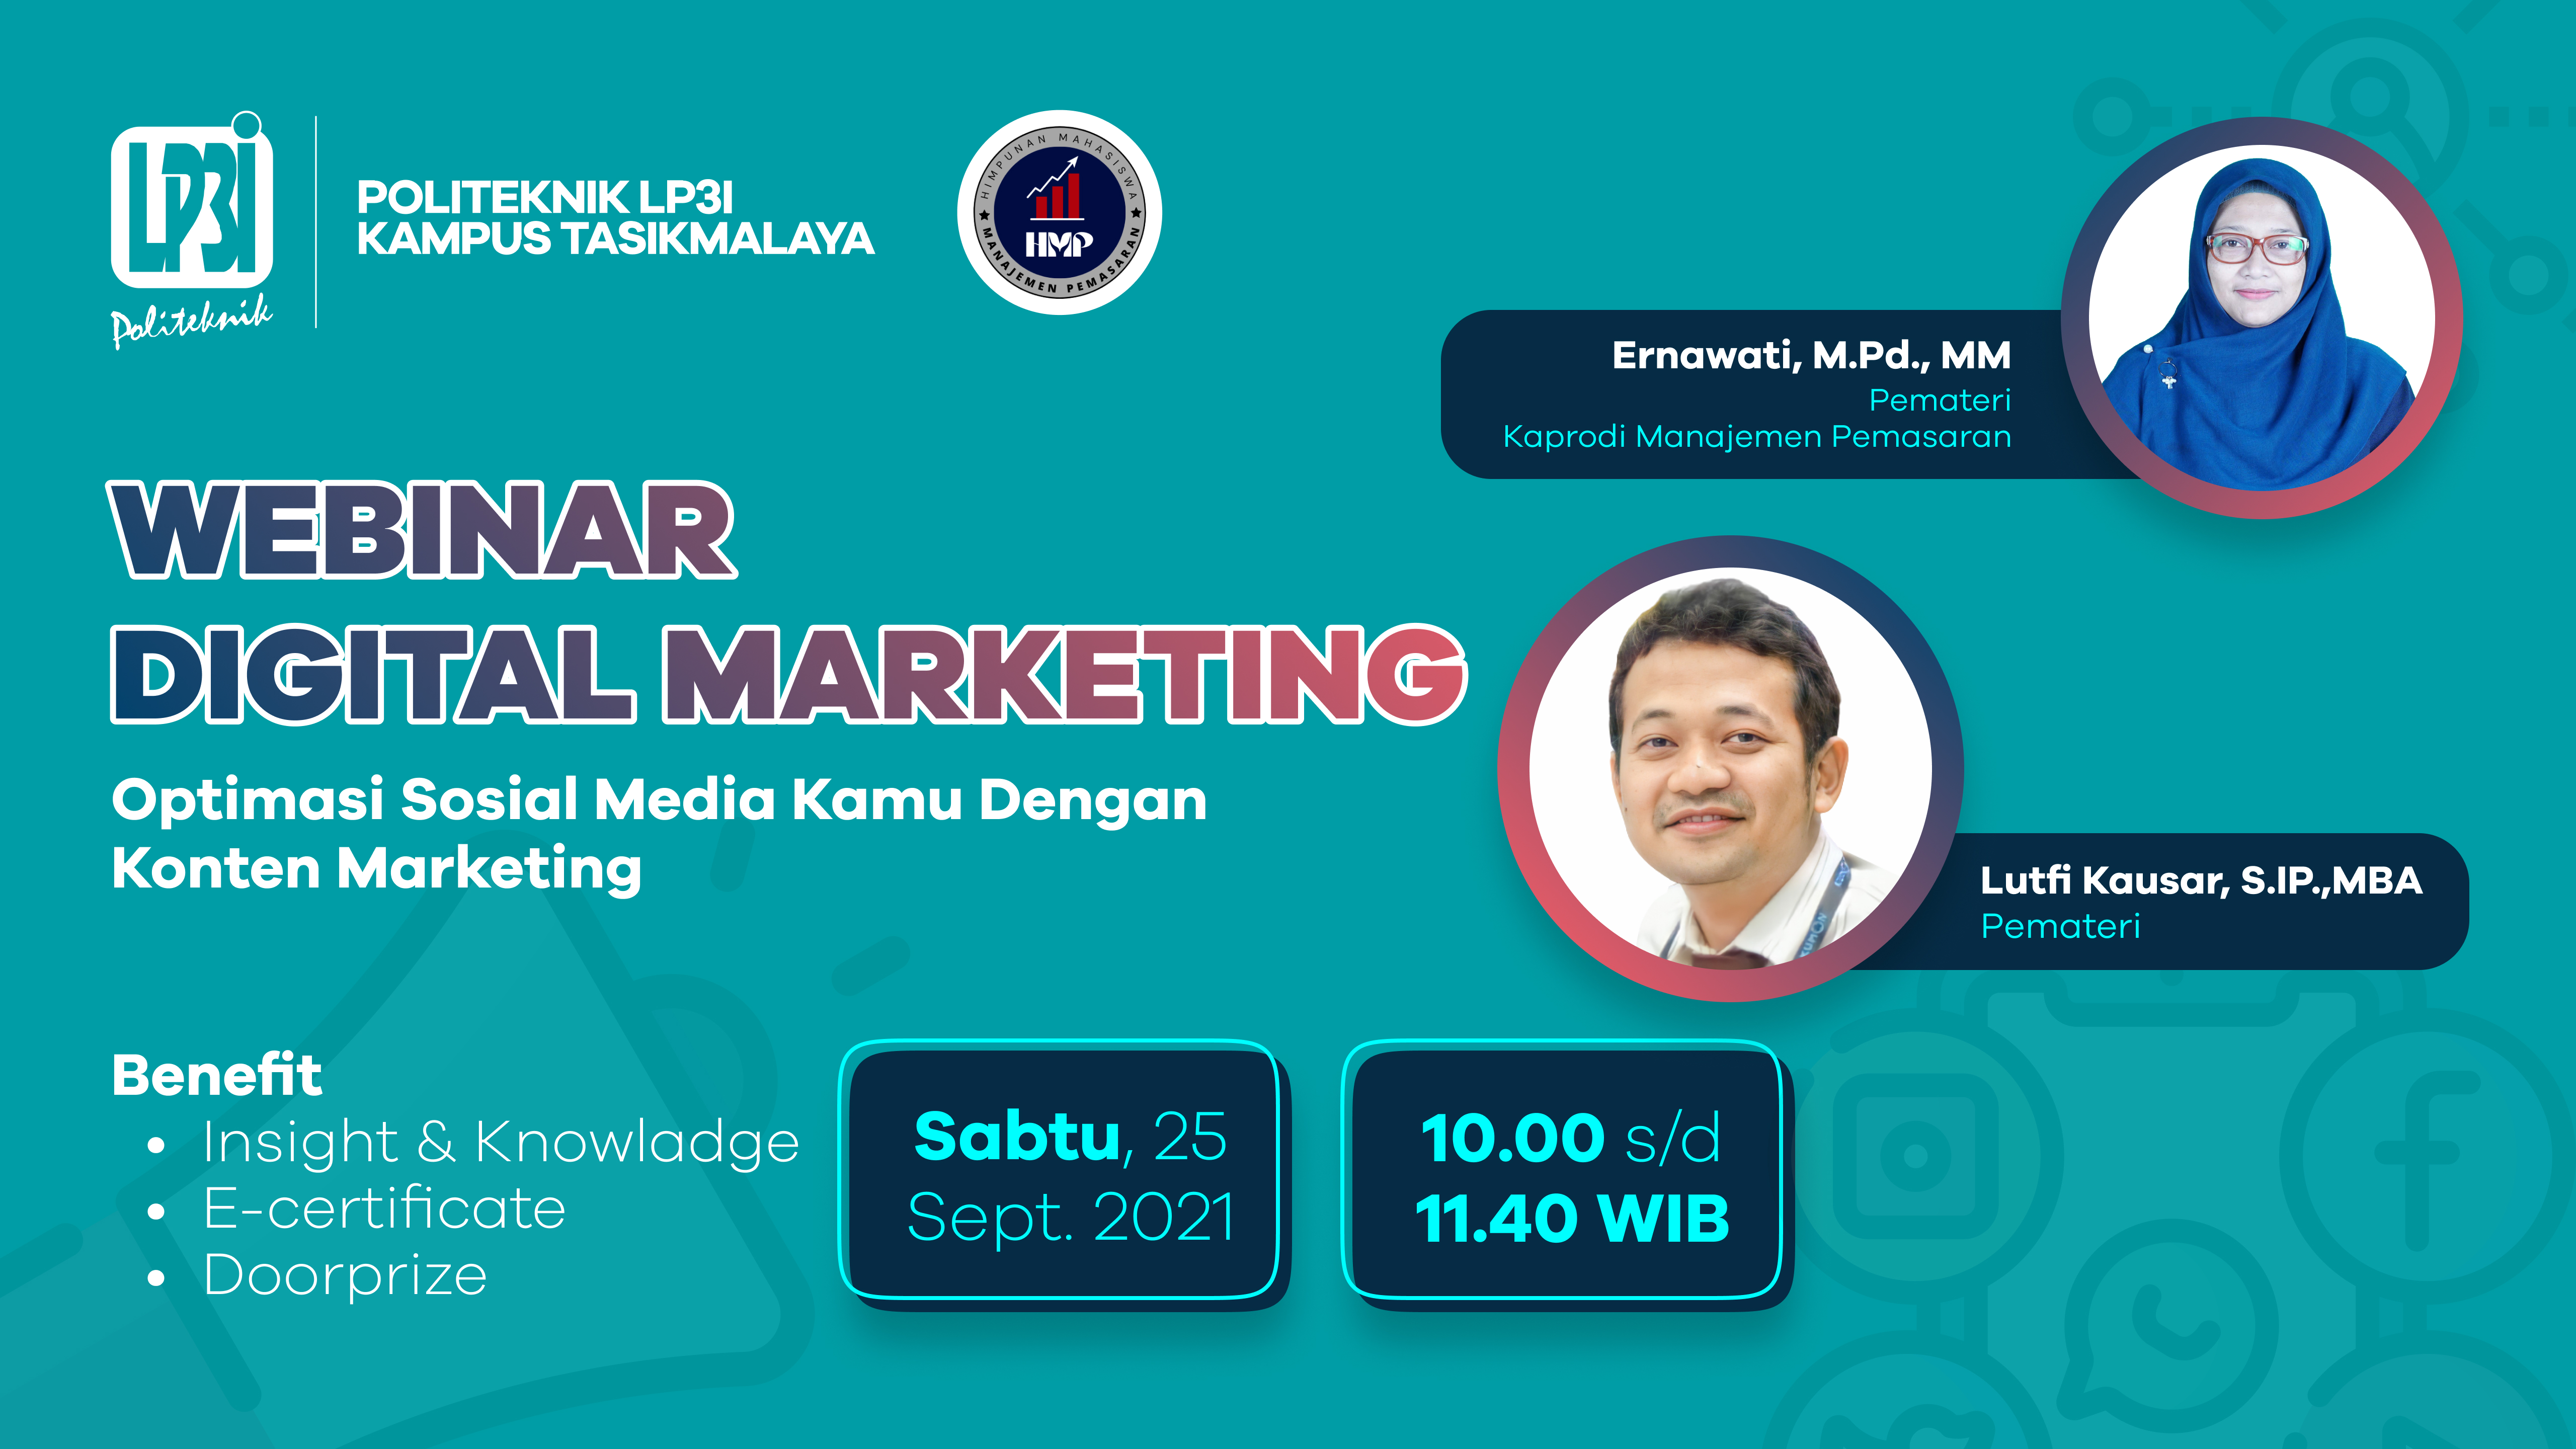 LP3I
Politeknik
POLITEKNIK LP3I
KAMPUS TASIKMALAYA
HIMPUNAN MAHASISWA
HMP
MANAJEMEN PEMASARAN
Ernawati, M.Pd., MM
Pemateri
Kaprodi Manajemen Pemasaran
WEBINAR
DIGITAL MARKETING
Optimasi Sosial Media Kamu Dengan
Konten Marketing
KUMON
Lutfi Kausar, S.IP.,MBA
Pemateri
Benefit
• Insight & Knowladge
• E-certificate
• Doorprize
Sabtu, 25
Sept. 2021
10.00 s/d
11.40 WIB